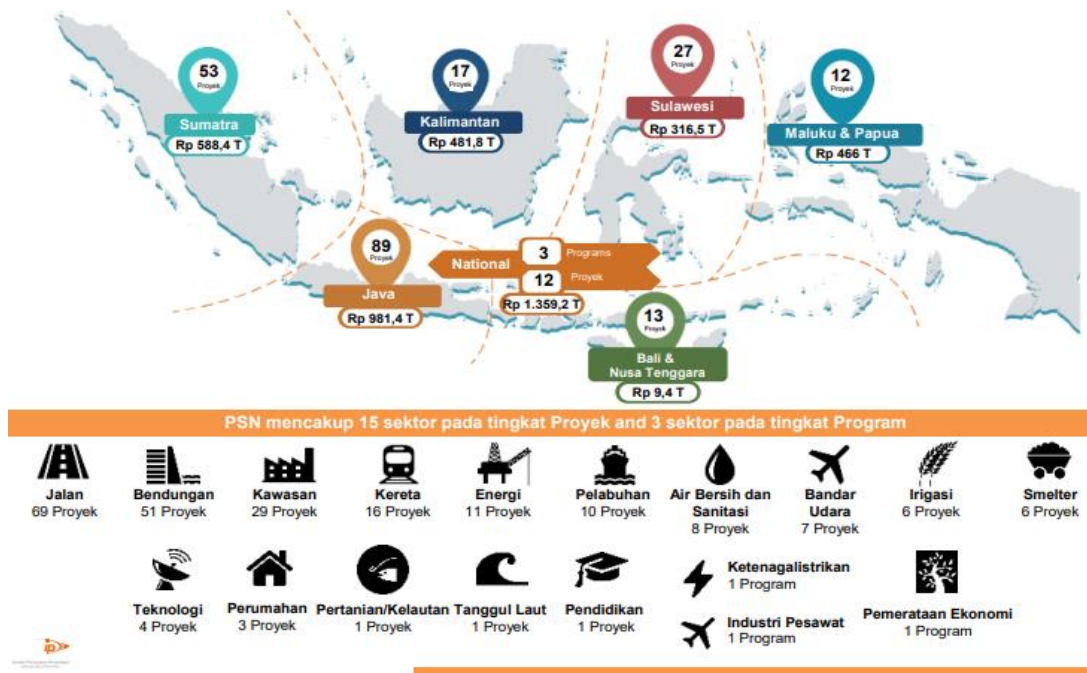 53
Proyek
Sumatra
Rp 588,4 T
17
Proyek
Kalimantan
Rp 481,8 T
27
Proyek
Sulawesi
Rp 316,5 T
12
Proyek
Maluku & Papua
Rp 466 T
89
Proyek
Java
Rp 981,4 T
National
3 Programs
12 Proyek
Rp 1.359,2 T
13
Proyek
Bali &
Nusa Tenggara
Rp 9,4 T
PSN mencakup 15 sektor pada tingkat Proyek and 3 sektor pada tingkat Program
Jalan
69 Proyek
Bendungan
51 Proyek
Kawasan
29 Proyek
Kereta
16 Proyek
Energi
11 Proyek
Pelabuhan
10 Proyek
Air Bersih dan
Sanitasi
8 Proyek
Bandar
Udara
7 Proyek
Irigasi
6 Proyek
Smelter
6 Proyek
Teknologi
4 Proyek
Perumahan
3 Proyek
Pertanian/Kelautan
1 Proyek
Tanggul Laut
1 Proyek
Pendidikan
1 Proyek
Ketenagalistrikan
1 Program
Industri Pesawat
1 Program
Pemerataan Ekonomi
1 Program